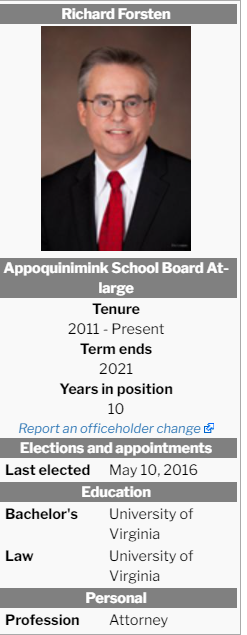 Richard Forsten
Appoquinimink School Board At-
large
Tenure
2011 - Present
Term ends
2021
Years in position
10
Report an officeholder change
Elections and appointments
Last elected May 10, 2016
Education
Bachelor's University of
Virginia
Law University of
Virginia
Personal
Profession Attorney